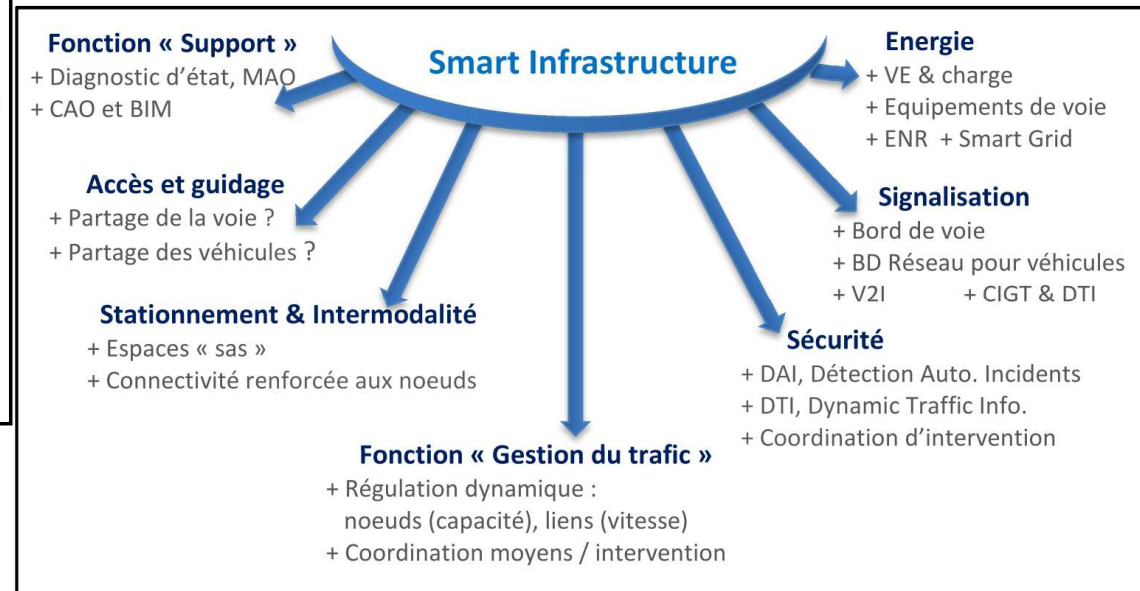 Smart Infrastructure
Fonction « Support »
+ Diagnostic d'état, MAO
+ CAO et BIM
Accès et guidage
+ Partage de la voie ?
+ Partage des véhicules ?
Stationnement & Intermodalité
+ Espaces « sas »
+ Connectivité renforcée aux noeuds
Fonction « Gestion du trafic »
+ Régulation dynamique :
noeuds (capacité), liens (vitesse)
+ Coordination moyens / intervention
Sécurité
+ DAI, Détection Auto. Incidents
+ DTI, Dynamic Traffic Info.
+ Coordination d'intervention
Signalisation
+ Bord de voie
+ BD Réseau pour véhicules
+ V2I + CIGT & DTI
Energie
+ VE & charge
+ Equipements de voie
+ ENR + Smart Grid